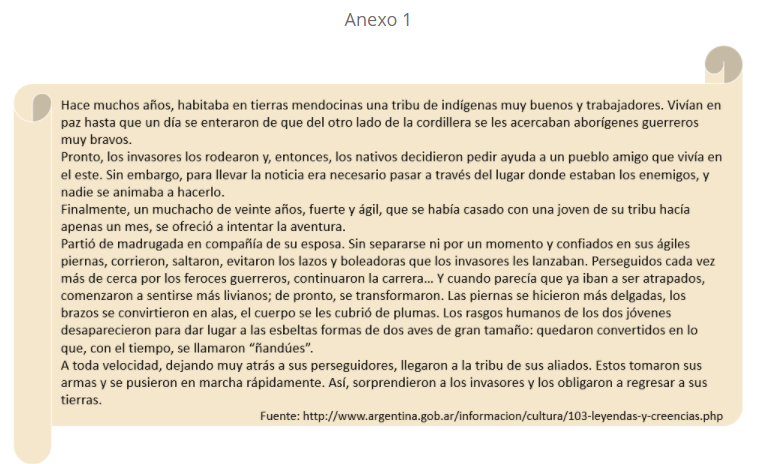 Anexo 1
Hace muchos años, habitaba en tierras mendocinas una tribu de indígenas muy buenos y trabajadores. Vivían en
paz hasta que un día se enteraron de que del otro lado de la cordillera se les acercaban aborígenes guerreros
muy bravos.
Pronto, los invasores los rodearon y, entonces, los nativos decidieron pedir ayuda a un pueblo amigo que vivía en
el este. Sin embargo, para llevar la noticia era necesario pasar a través del lugar donde estaban los enemigos, y
nadie se animaba a hacerlo.
Finalmente, un muchacho de veinte años, fuerte y ágil, que se había casado con una joven de su tribu hacía
apenas un mes, se ofreció a intentar la aventura.
Partió de madrugada en compañía de su esposa. Sin separarse ni por un momento y confiados en sus ágiles
piernas, corrieron, saltaron, evitaron los lazos y boleadoras que los invasores les lanzaban. Perseguidos cada vez
más de cerca por los feroces guerreros, continuaron la carrera... Y cuando parecía que ya iban a ser atrapados,
comenzaron a sentirse más livianos; de pronto, se transformaron. Las piernas se hicieron más delgadas, los
brazos se convirtieron en alas, el cuerpo se les cubrió de plumas. Los rasgos humanos de los dos jóvenes
desaparecieron para dar lugar a las esbeltas formas de dos aves de gran tamaño: quedaron convertidos en lo
que, con el tiempo, se llamaron “ñandúes”.
A toda velocidad, dejando muy atrás a sus perseguidores, llegaron a la tribu de sus aliados. Estos tomaron sus
armas y se pusieron en marcha rápidamente. Así, sorprendieron a los invasores y los obligaron a regresar a sus
tierras.
Fuente: http://www.argentina.gob.ar/informacion/cultura/103-leyendas-y-creencias.php